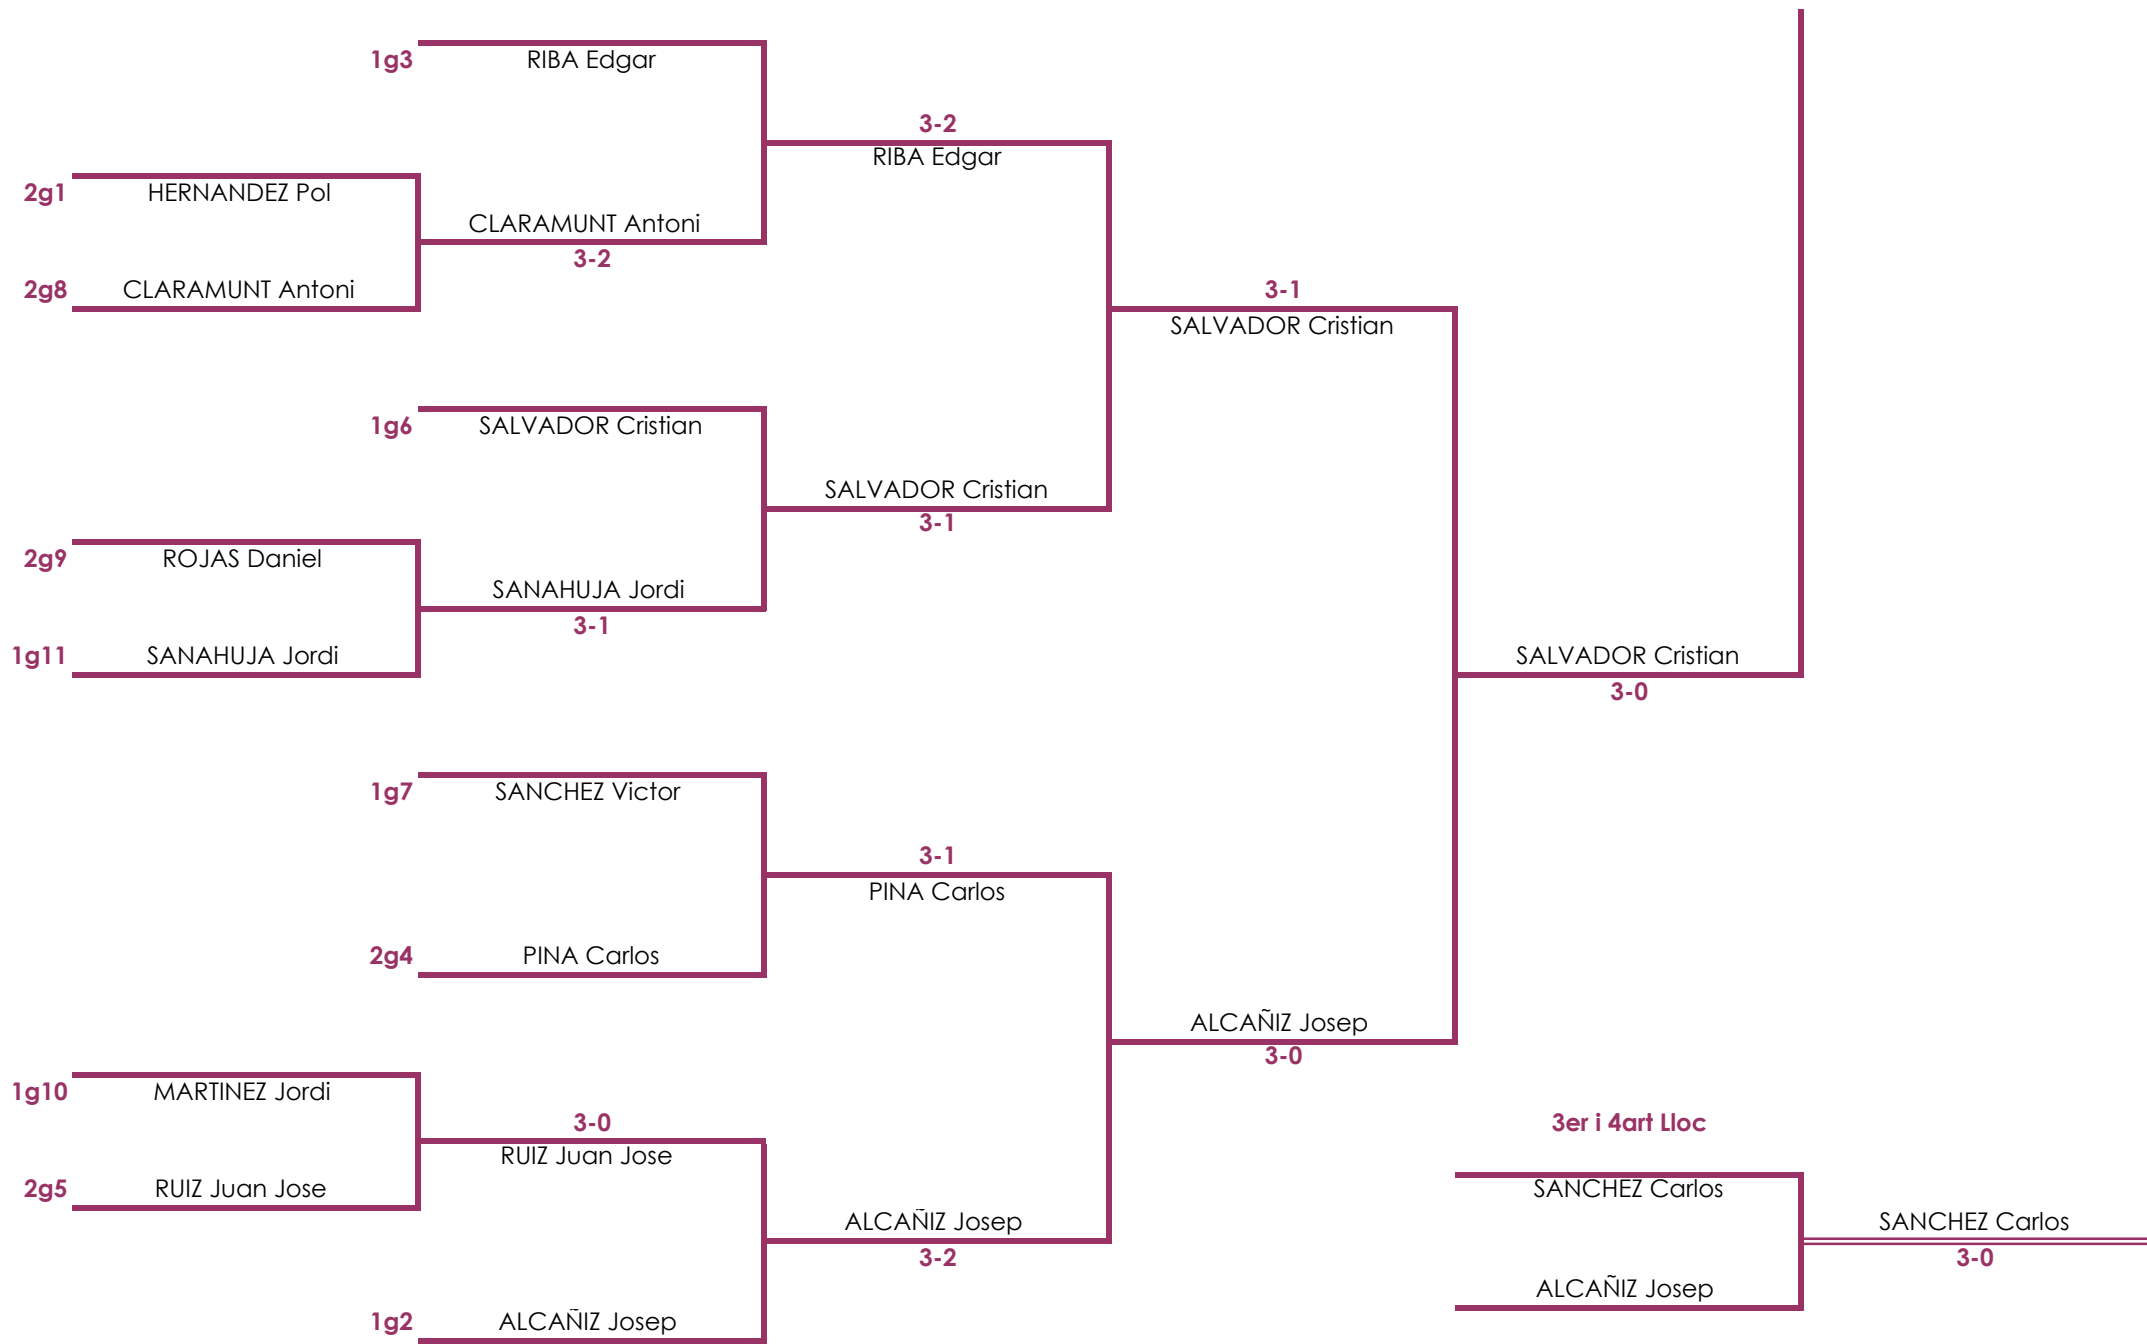 1g3
RIBA Edgar
3-2
RIBA Edgar
2g1
HERNANDEZ Pol
CLARAMUNT Antoni
3-2
2g8
CLARAMUNT Antoni
3-1
SALVADOR Cristian
1g6
SALVADOR Cristian
SALVADOR Cristian
3-1
2g9
ROJAS Daniel
SANAHUJA Jordi
3-1
1g11
SANAHUJA Jordi
SALVADOR Cristian
3-0
1g7
SANCHEZ Victor
3-1
PINA Carlos
2g4
PINA Carlos
ALCAÑIZ Josep
3-0
1g10
MARTINEZ Jordi
3-0
RUIZ Juan Jose
2g5
RUIZ Juan Jose
ALCAÑIZ Josep
3-2
1g2
ALCAÑIZ Josep
3er i 4art Lloc
SANCHEZ Carlos
SANCHEZ Carlos
3-0
ALCAÑIZ Josep